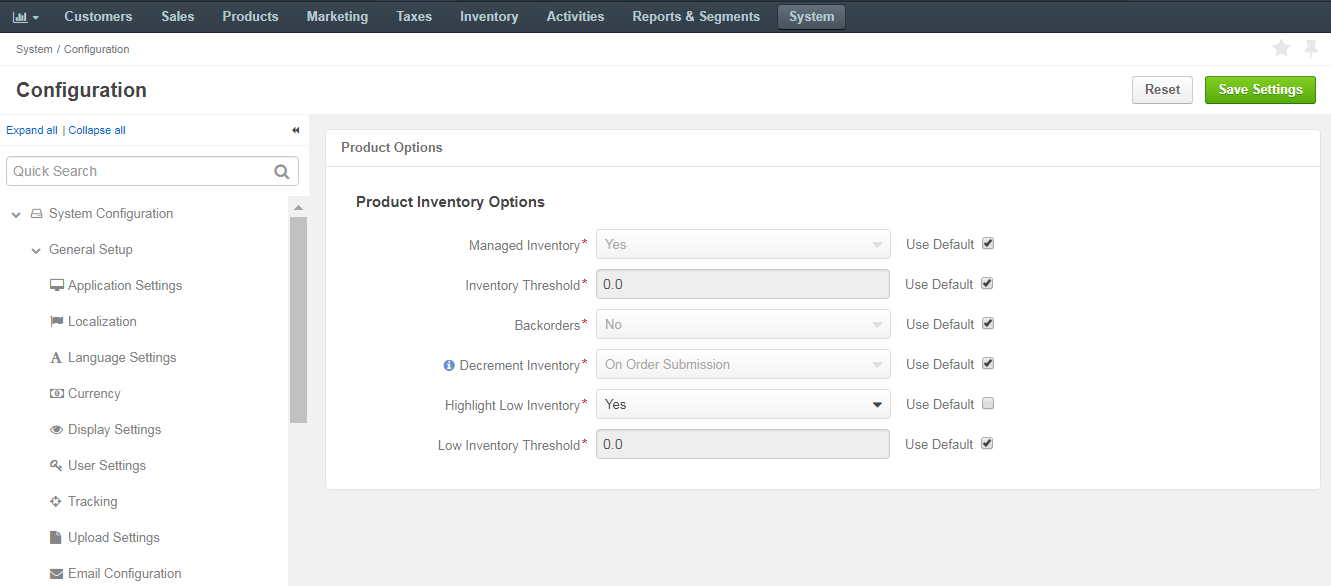 Customers Sales Products Marketing Taxes Inventory Activities Reports & Segments System
System / Configuration
Configuration
Reset Save Settings
Expand all | Collapse all
Quick Search
System Configuration
General Setup
Application Settings
Localization
Language Settings
Currency
Display Settings
User Settings
Tracking
Upload Settings
Email Configuration
Product Options
Product Inventory Options
Managed Inventory* Yes Use Default
Inventory Threshold* 0.0 Use Default
Backorders* No Use Default
Decrement Inventory* On Order Submission Use Default
Highlight Low Inventory* Yes Use Default
Low Inventory Threshold* 0.0 Use Default